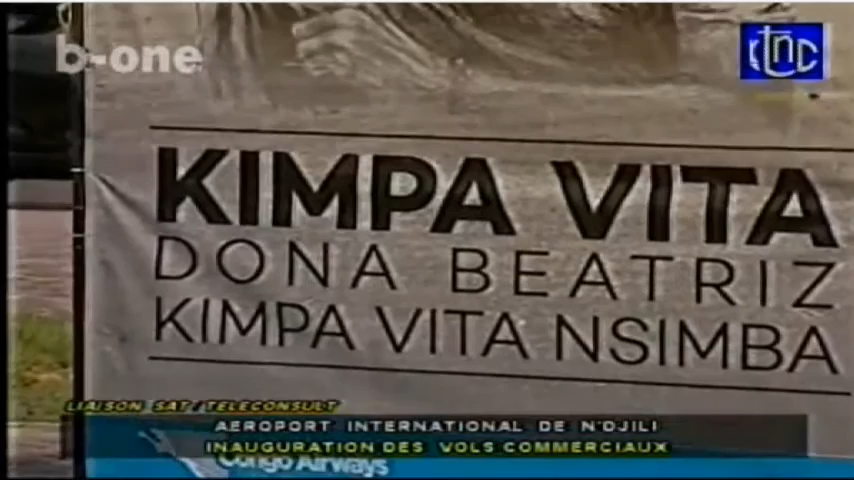 b-one
rtnc
KIMPA VITA
DONA BEATRIZ
KIMPA VITA NSIMBA
LIAISON SAT/TELECONSULT
AEROPORT INTERNATIONAL DE N'DJILI
INAUGURATION DES VOLS COMMERCIAUX
Congo Airways